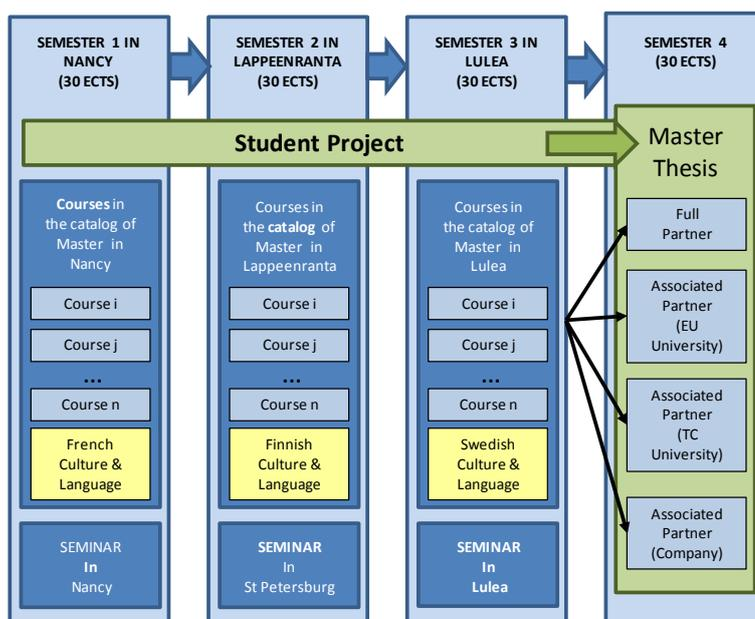 SEMESTER 1 IN
NANCY
(30 ECTS)
SEMESTER 2 IN
LAPPEENRANTA
(30 ECTS)
SEMESTER 3 IN
LULEA
(30 ECTS)
SEMESTER 4
(30 ECTS)
Student Project
Master
Thesis
Courses in
the catalog of
Master in
Nancy
Course i
Course j
...
Course n
French
Culture &
Language
SEMINAR
In
Nancy
Courses in
the catalog of
Master in
Lappeenranta
Course i
Course j
...
Course n
Finnish
Culture &
Language
SEMINAR
In
St Petersburg
Courses in
the catalog of
Master in
Lulea
Course i
Course j
...
Course n
Swedish
Culture &
Language
SEMINAR
In
Lulea
Full
Partner
Associated
Partner
(EU
University)
Associated
Partner
(TC
University)
Associated
Partner
(Company)